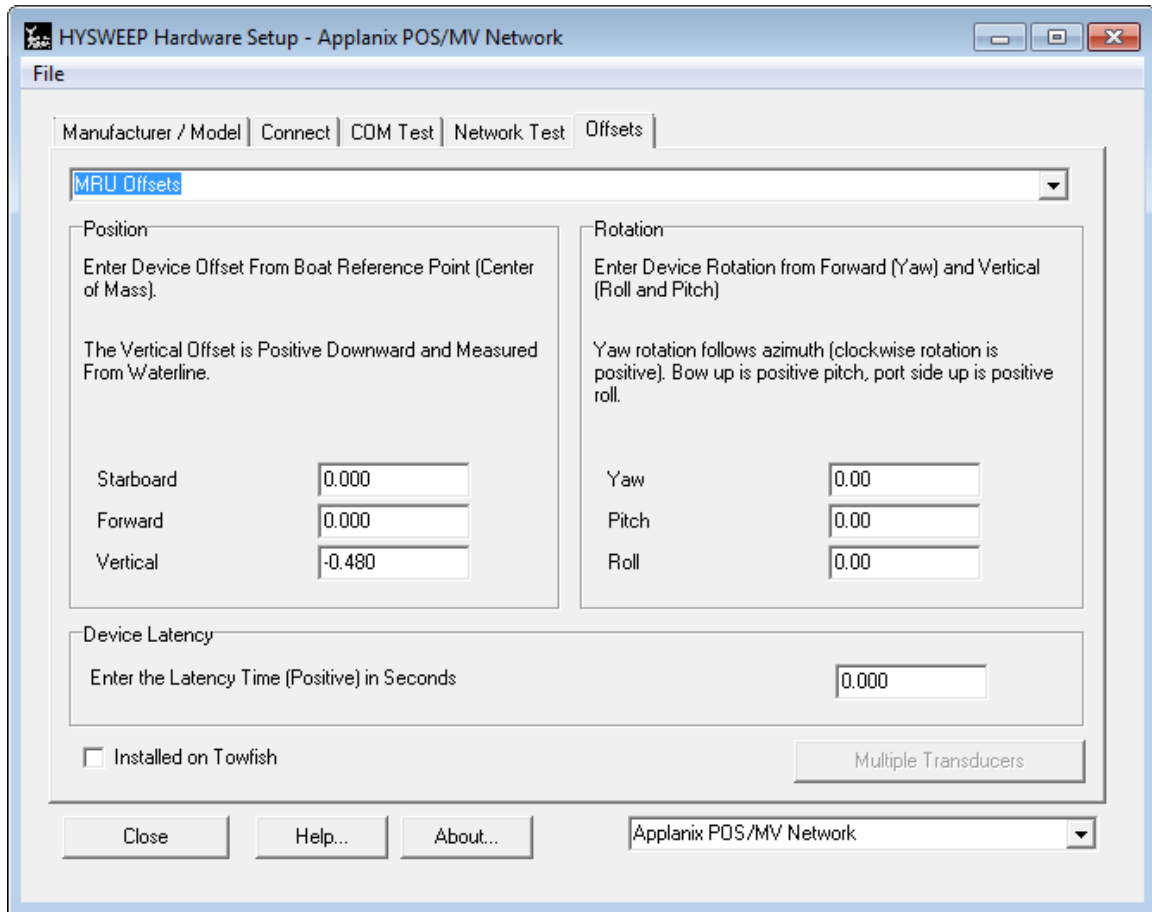 HYSWEEP Hardware Setup - Applanix POS/MV Network
File
Manufacturer / Model
Connect
COM Test
Network Test
Offsets
MRU Offsets
Position
Enter Device Offset From Boat Reference Point (Center
of Mass).
The Vertical Offset is Positive Downward and Measured
From Waterline.
Starboard 0.000
Forward 0.000
Vertical -0.480
Rotation
Enter Device Rotation from Forward (Yaw) and Vertical
(Roll and Pitch)
Yaw rotation follows azimuth (clockwise rotation is
positive). Bow up is positive pitch, port side up is positive
roll.
Yaw 0.00
Pitch 0.00
Roll 0.00
Device Latency
Enter the Latency Time (Positive) in Seconds 0.000
Installed on Towfish
Multiple Transducers
Close
Help...
About...
Applanix POS/MV Network